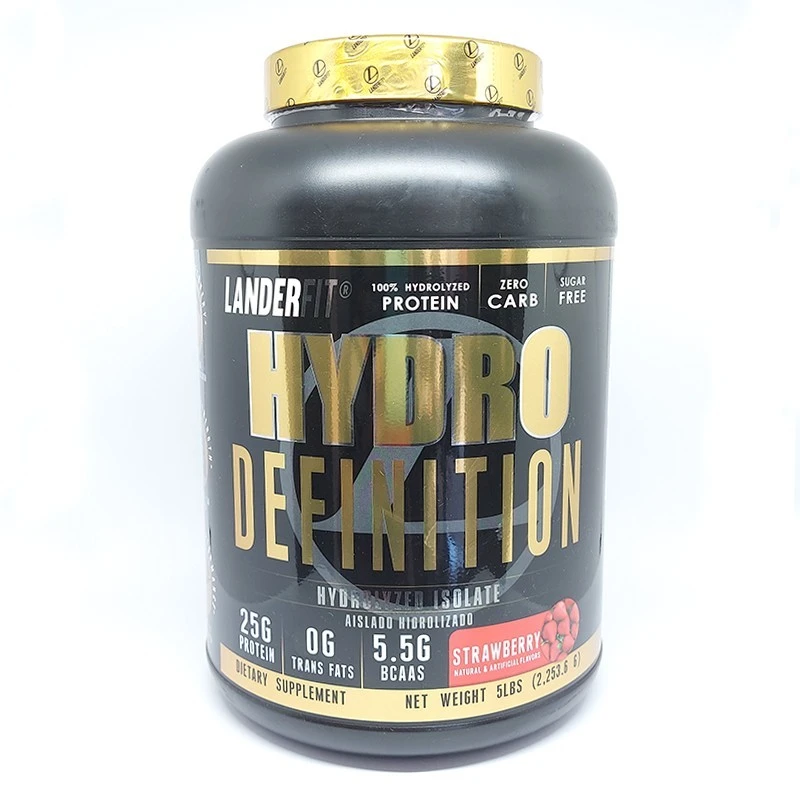 LANDERFIT®
100% HYDROLYZED
PROTEIN
ZERO
CARB
SUGAR
FREE
HYDRO
DEFINITION
HYDROLYZED ISOLATE
AISLADO HIDROLIZADO
25G
PROTEIN
0G
TRANS FATS
5.5G
BCAAS
STRAWBERRY
NATURAL & ARTIFICIAL FLAVORS
DIETARY SUPPLEMENT
NET WEIGHT 5LBS (2,253.6 G)